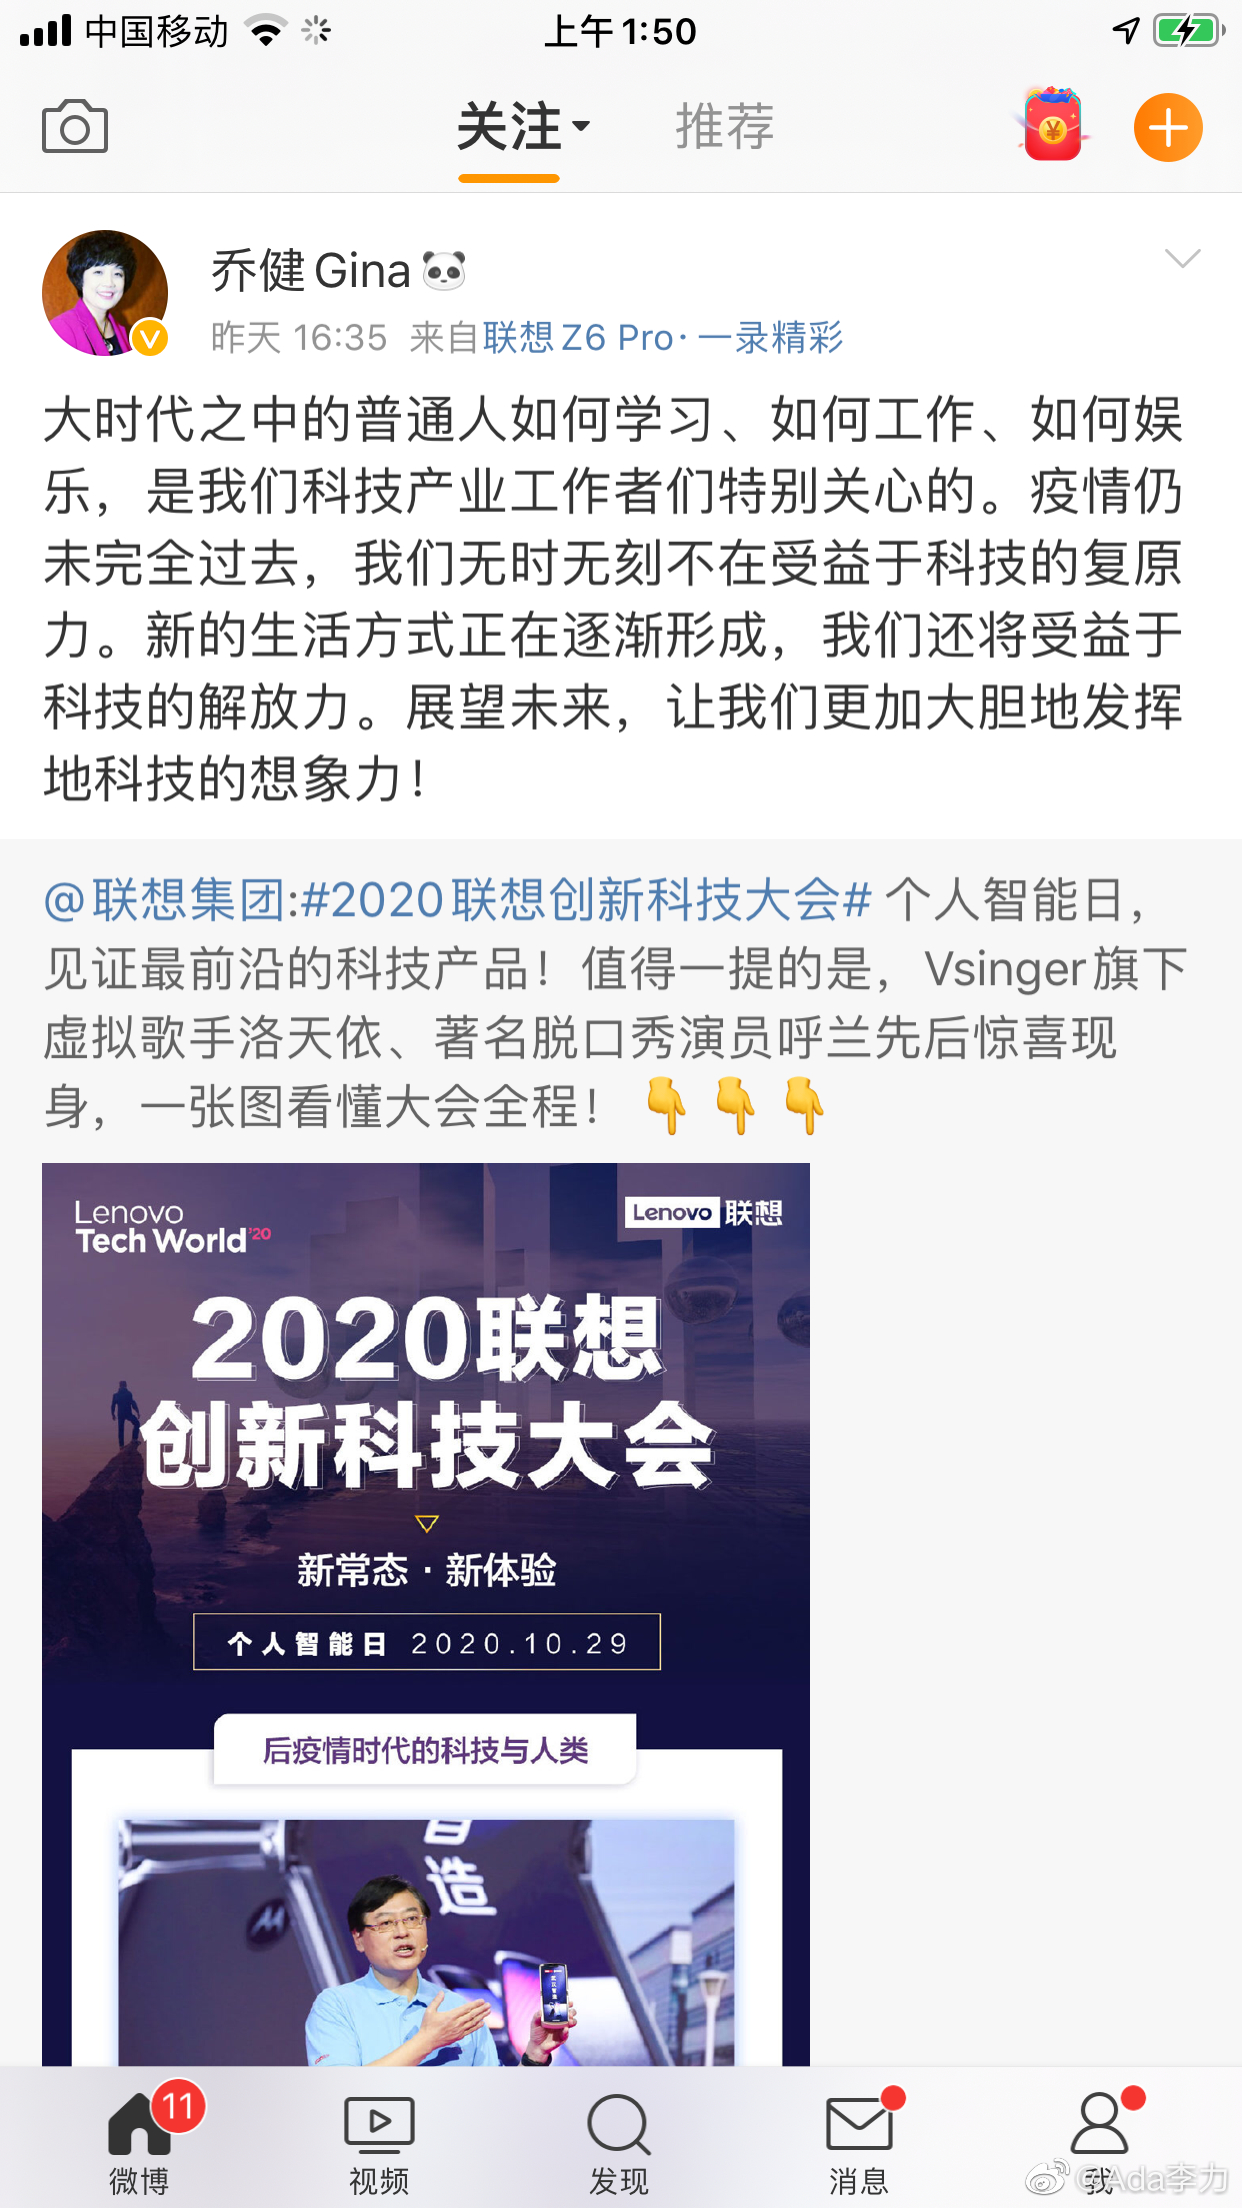 中国移动 上午1:50
关注 推荐
乔健Gina🐼
昨天 16:35 来自联想 Z6 Pro· 一录精彩
大时代之中的普通人如何学习、如何工作、如何娱
乐，是我们科技产业工作者们特别关心的。疫情仍
未完全过去，我们无时无刻不在受益于科技的复原
力。新的生活方式正在逐渐形成，我们还将受益于
科技的解放力。展望未来，让我们更加大胆地发挥
地科技的想象力！
@联想集团:#2020联想创新科技大会# 个人智能日，
见证最前沿的科技产品！值得一提的是，Vsinger旗下
虚拟歌手洛天依、著名脱口秀演员呼兰先后惊喜现
身，一张图看懂大会全程！👇👇👇
Lenovo
Tech World '20
Lenovo 联想
2020联想
创新科技大会
新常态·新体验
个人智能日 2020.10.29
后疫情时代的科技与人类
智
造
11
微博 视频 发现 消息 我
@Ada李力